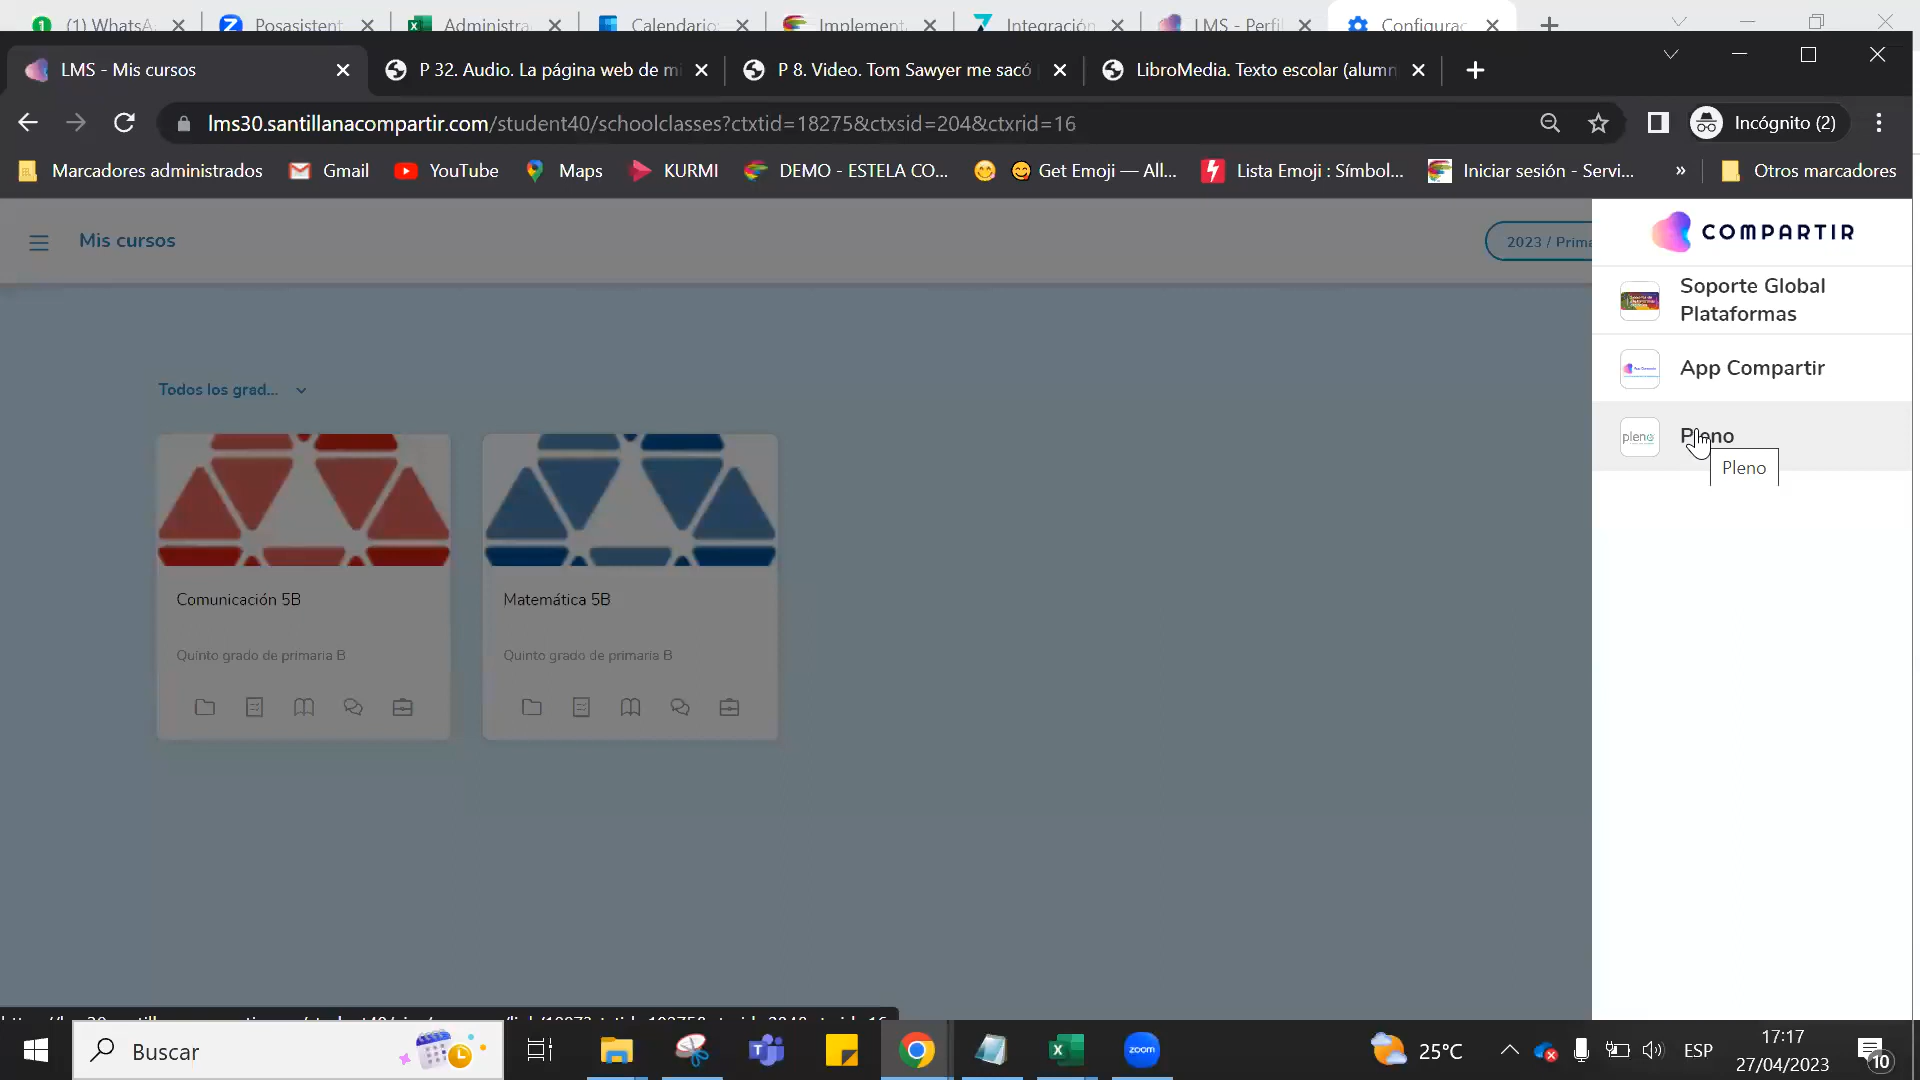 (1) WhatsA
Posasistent
Administra
Calendario
Implement
Integración
LMS - Perfil
Configurac
LMS - Mis cursos
P 32. Audio. La página web de mi
P 8. Video. Tom Sawyer me sacó
LibroMedia. Texto escolar (alumn
lms30.santillanacompartir.com/student40/schoolclasses?ctxtid=18275&ctxsid=204&ctxrid=16
Incógnito (2)
Marcadores administrados
Gmail
YouTube
Maps
KURMI
DEMO - ESTELA CO...
Get Emoji — All...
Lista Emoji : Símbol...
Iniciar sesión - Servi...
»
Otros marcadores
Mis cursos
2023 / Prima
COMPARTIR
Soporte Global
Plataformas
App Compartir
pleno
Pleno
Pleno
Todos los grad...
Comunicación 5B
Quinto grado de primaria B
Matemática 5B
Quinto grado de primaria B
Buscar
zoom
25°C
ESP
17:17
27/04/2023
10